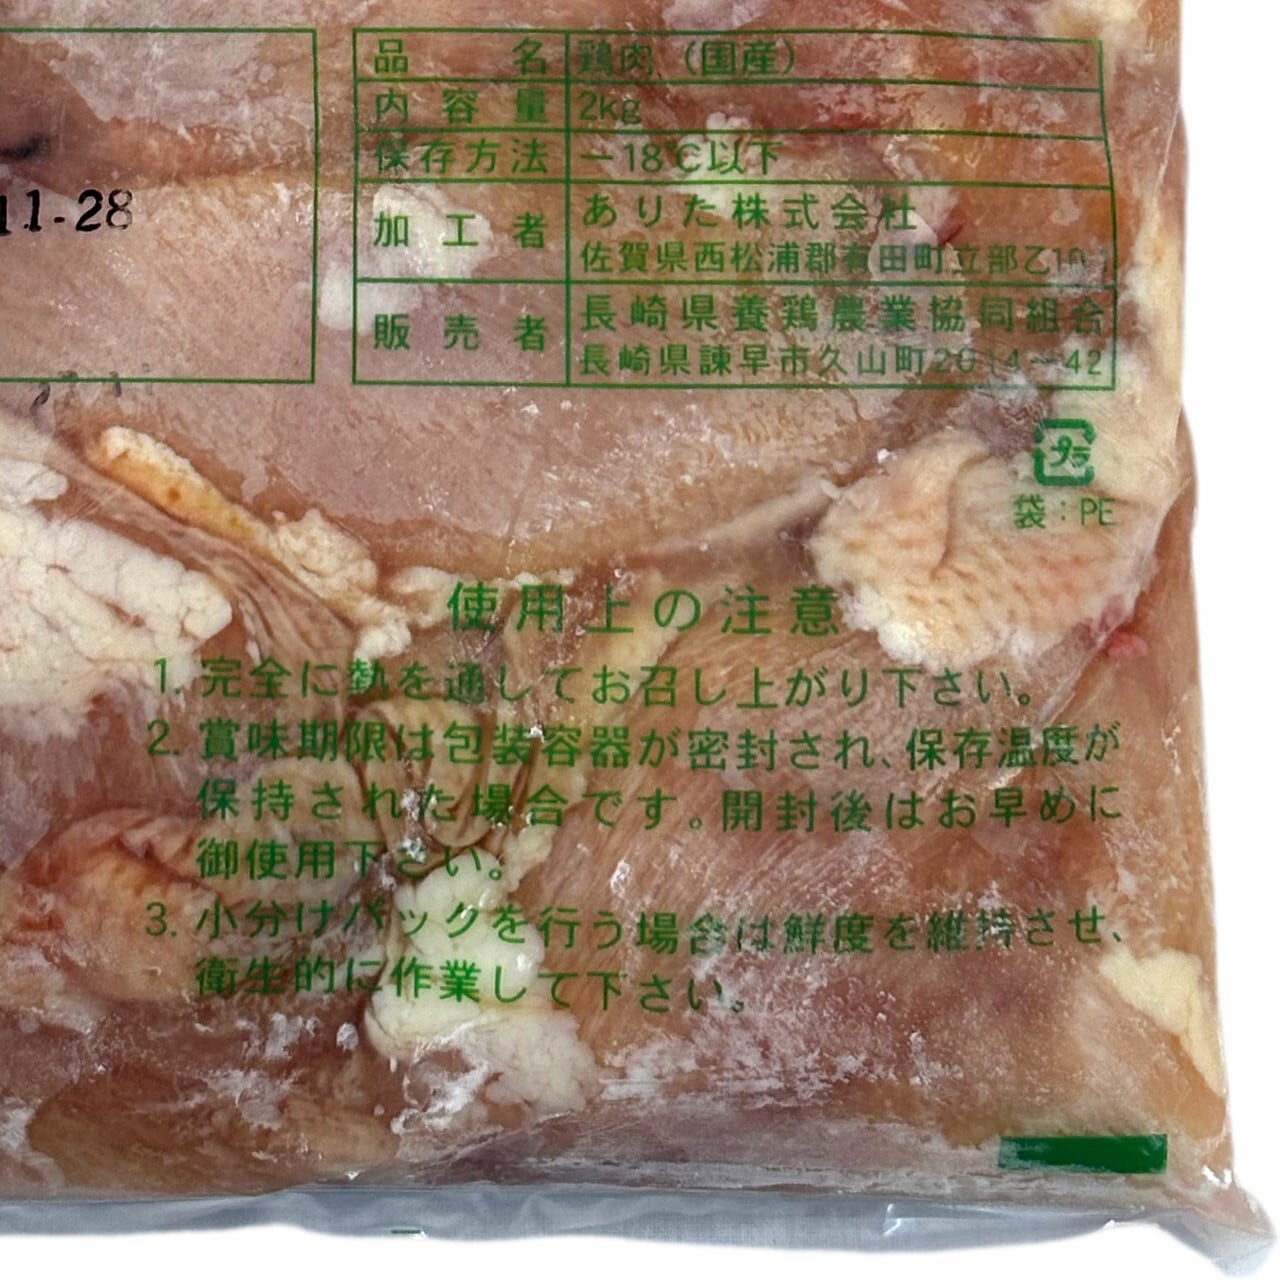 品名 鶏肉（国産）
内容量 2kg
保存方法 －18℃以下
11-28
加工者 ありた株式会社
佐賀県西松浦郡有田町立部乙10
販売者 長崎県養鶏農業協同組合
長崎県諫早市久山町2614－42
プラ
袋：PE
使用上の注意
1. 完全に熱を通してお召し上がり下さい。
2. 賞味期限は包装容器が密封され、保存温度が
保持された場合です。開封後はお早めに
御使用下さい。
3. 小分けパックを行う場合は鮮度を維持させ、
衛生的に作業して下さい。